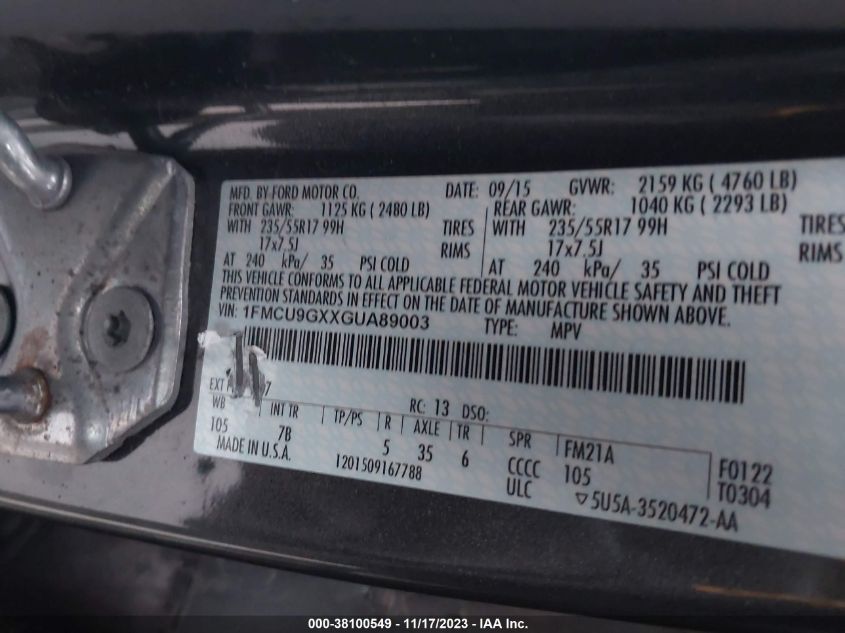 MFD. BY FORD MOTOR CO. DATE: 09/15 GVWR: 2159 KG ( 4760 LB)
FRONT GAWR: 1125 KG ( 2480 LB) REAR GAWR: 1040 KG ( 2293 LB)
WITH 235/55R17 99H TIRES WITH 235/55R17 99H TIRES
17x7.5J RIMS 17x7.5J RIMS
AT 240 kPa/ 35 PSI COLD AT 240 kPa/ 35 PSI COLD
THIS VEHICLE CONFORMS TO ALL APPLICABLE FEDERAL MOTOR VEHICLE SAFETY AND THEFT
PREVENTION STANDARDS IN EFFECT ON THE DATE OF MANUFACTURE SHOWN ABOVE.
VIN: 1FMCU9GXXGUA89003 TYPE: MPV
EXT 7 RC: 13 DSO:
WB INT TR TP/PS R AXLE TR SPR FM21A F0122
105 7B 5 35 6 CCCC 105 T0304
MADE IN U.S.A. 1201509167788 ULC ▽5U5A-3520472-AA
000-38100549 - 11/17/2023 - IAA Inc.